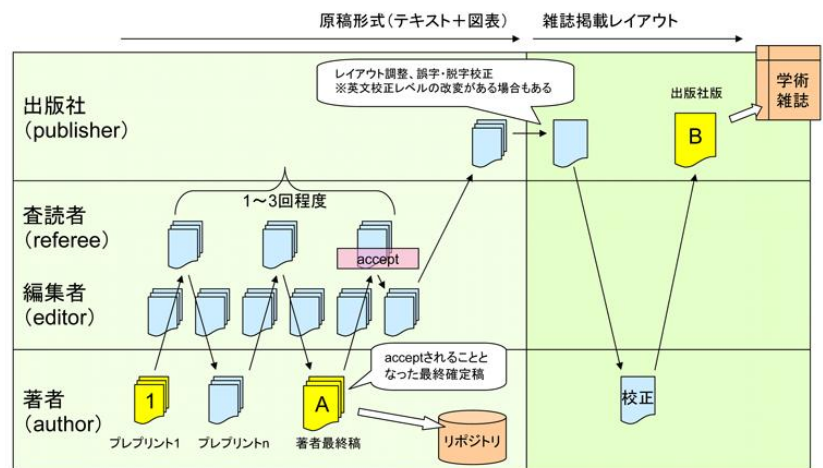 原稿形式(テキスト+図表)
雑誌掲載レイアウト
レイアウト調整、誤字・脱字校正
※英文校正レベルの改変がある場合もある
出版社
(publisher)
出版社版
B
学術
雑誌
1~3回程度
査読者
(referee)
accept
編集者
(editor)
acceptされることと
なった最終確定稿
著者
(author)
1
A
校正
プレプリント1
プレプリントn
著者最終稿
リポジトリ